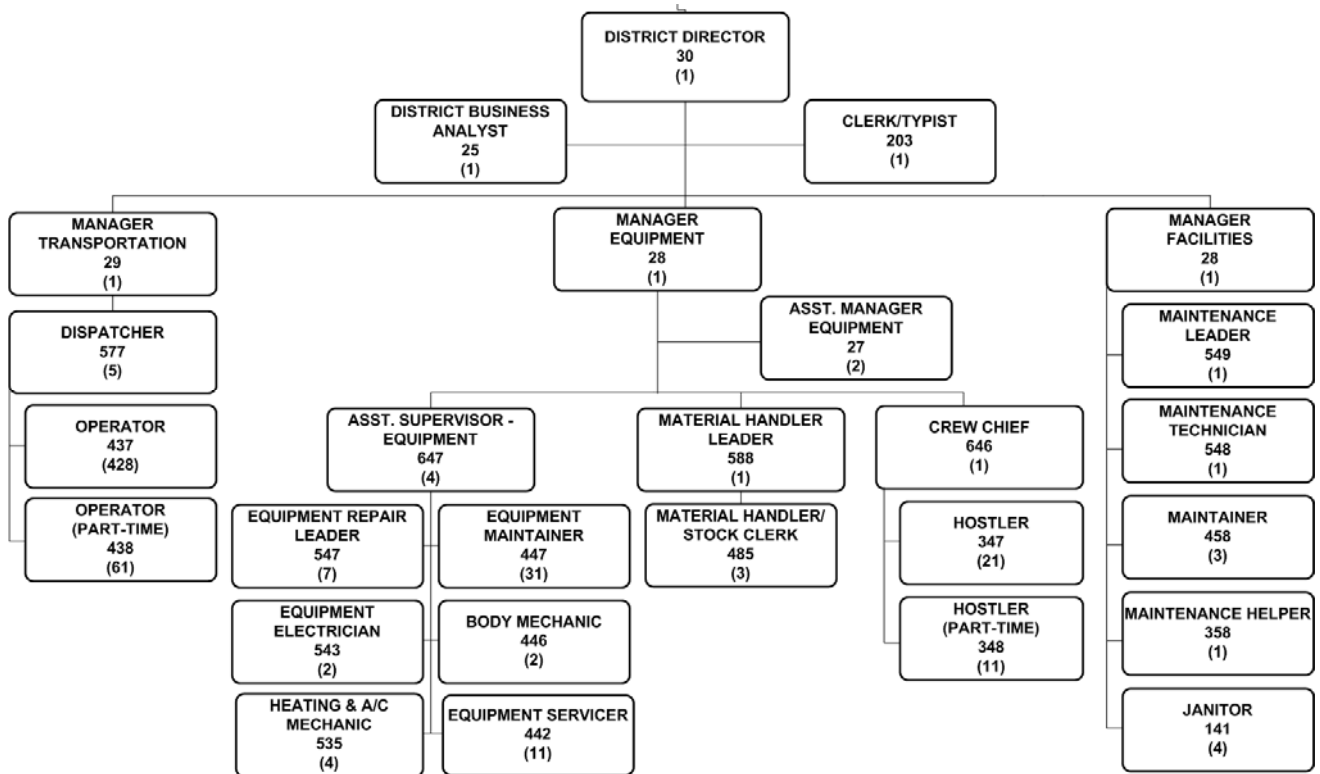 DISTRICT DIRECTOR
30
(1)
DISTRICT BUSINESS
ANALYST
25
(1)
CLERK/TYPIST
203
(1)
MANAGER
TRANSPORTATION
29
(1)
MANAGER
EQUIPMENT
28
(1)
MANAGER
FACILITIES
28
(1)
DISPATCHER
577
(5)
OPERATOR
437
(428)
OPERATOR
(PART-TIME)
438
(61)
ASST. MANAGER
EQUIPMENT
27
(2)
ASST. SUPERVISOR -
EQUIPMENT
647
(4)
EQUIPMENT REPAIR
LEADER
547
(7)
EQUIPMENT
MAINTAINER
447
(31)
EQUIPMENT
ELECTRICIAN
543
(2)
BODY MECHANIC
446
(2)
HEATING & A/C
MECHANIC
535
(4)
EQUIPMENT SERVICER
442
(11)
MATERIAL HANDLER
LEADER
588
(1)
MATERIAL HANDLER/
STOCK CLERK
485
(3)
CREW CHIEF
646
(1)
HOSTLER
347
(21)
HOSTLER
(PART-TIME)
348
(11)
MAINTENANCE
LEADER
549
(1)
MAINTENANCE
TECHNICIAN
548
(1)
MAINTAINER
458
(3)
MAINTENANCE HELPER
358
(1)
JANITOR
141
(4)